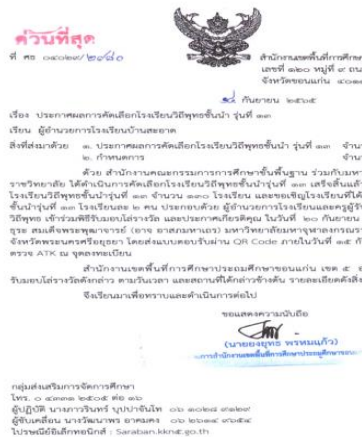 ด่วนที่สุด
ที่ ศธ ๐๔๐๒๗/
สำนักงานเขตพื้นที่การศึกษา
เลขที่ ๑๒๐ หมู่ที่ ๙ ถน
จังหวัดขอนแก่น
กันยายน ๒๕๖๕
เรื่อง ประกาศผลการคัดเลือกโรงเรียนวิถีพุทธชั้นนำ รุ่นที่ ๑๓
เรียน ผู้อำนวยการโรงเรียนบ้านสะอาด
สิ่งที่ส่งมาด้วย ๑. ประกาศผลการคัดเลือกโรงเรียนวิถีพุทธชั้นนำ รุ่นที่ ๑๓ จำน
๒. กำหนดการ จำน
ด้วย สำนักงานคณะกรรมการการศึกษาขั้นพื้นฐาน ร่วมกับมหา
ราชวิทยาลัย ได้ดำเนินการคัดเลือกโรงเรียนวิถีพุทธชั้นนำรุ่นที่ ๑๓ เสร็จสิ้นแล้
โรงเรียนวิถีพุทธชั้นนำรุ่นที่ ๑๓ จำนวน ๑๙๐ โรงเรียน และขอเชิญโรงเรียนที่ได้
ชั้นนำรุ่นที่ ๑๓ โรงเรียนละ ๒ คน ประกอบด้วย ผู้อำนวยการโรงเรียนและครูผู้รับ
วิถีพุทธ เข้าร่วมพิธีรับมอบโล่รางวัล และประกาศเกียรติคุณ ในวันที่ ๒๐ กันยายน
ธุระ สมเด็จพระพุฒาจารย์ (อาจ อาสภมหาเถร) มหาวิทยาลัยมหาจุฬาลงกรณรา
จังหวัดพระนครศรีอยุธยา โดยส่งแบบตอบรับผ่าน QR Code ภายในวันที่ ๑๕ กั
ตรวจ ATK ณ จุดลงทะเบียน
สำนักงานเขตพื้นที่การศึกษาประถมศึกษาขอนแก่น เขต ๕
รับมอบโล่รางวัลดังกล่าว ตามวันเวลา และสถานที่ได้กล่าวข้างต้น รายละเอียดดังสิ่
จึงเรียนมาเพื่อทราบและดำเนินการต่อไป
ขอแสดงความนับถือ
(นายยงยุทธ พรหมแก้ว)
สำนักงานเขตพื้นที่การศึกษาประถมศึกษาขอนแ
กลุ่มส่งเสริมการจัดการศึกษา
โทร. ๐ ๔๓๓๑ ๒๖๐๕ ต่อ ๑๖
ผู้ปฏิบัติ นางภาวรินทร์ บุปผาจันโท
ผู้ขับเคลื่อน นางวัฒนาพร อาคมคง
ไปรษณีย์อิเล็กทอนิกส์ : Saraban.kkn๕.go.th